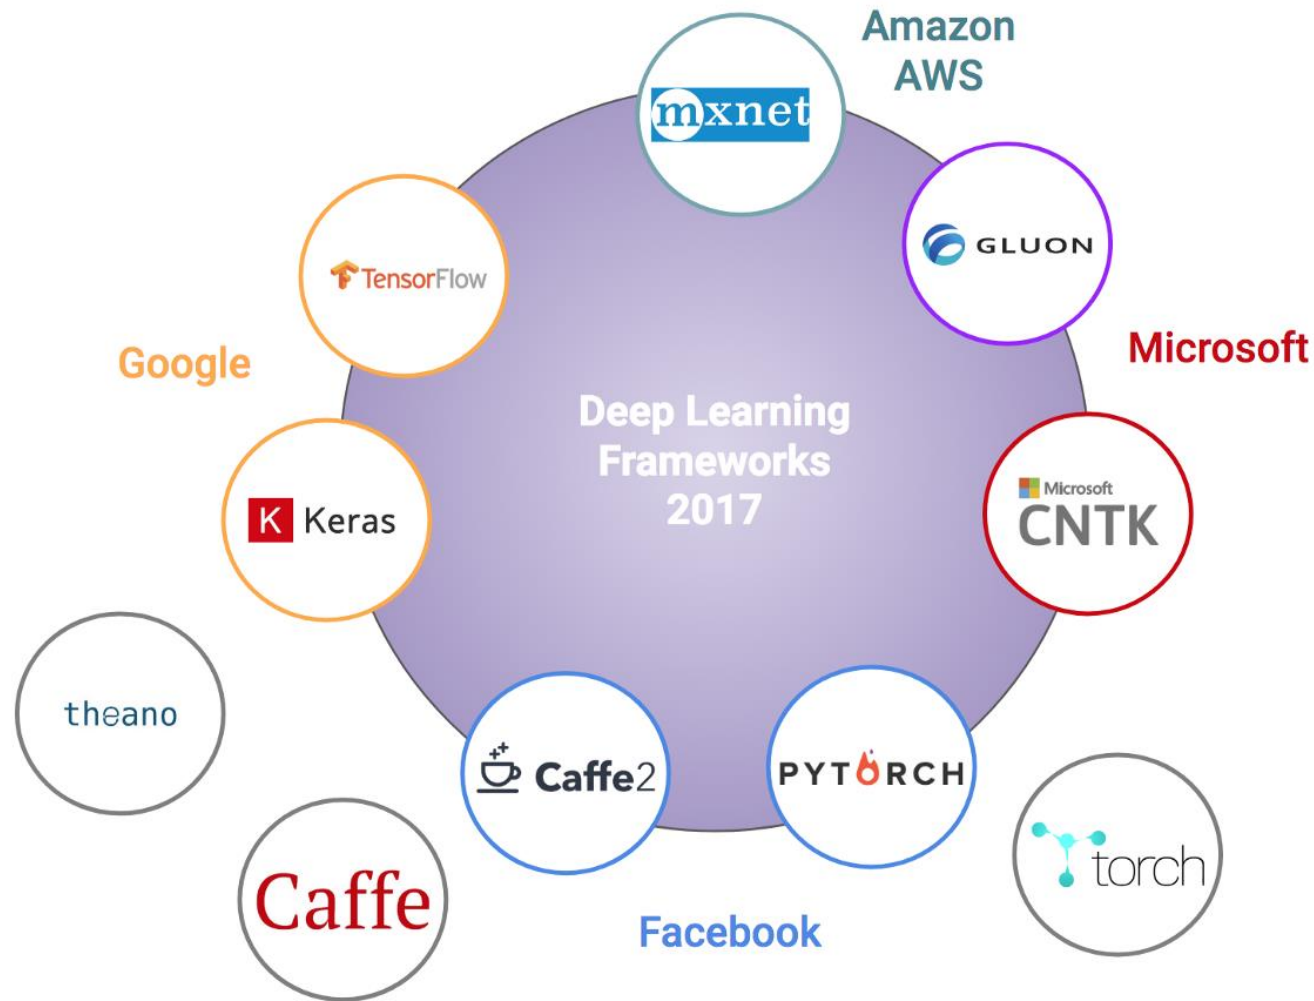 Amazon
AWS
mxnet
GLUON
TensorFlow
Google
Microsoft
Deep Learning
Frameworks
2017
K Keras
Microsoft
CNTK
theano
Caffe2
PYTORCH
Caffe
torch
Facebook